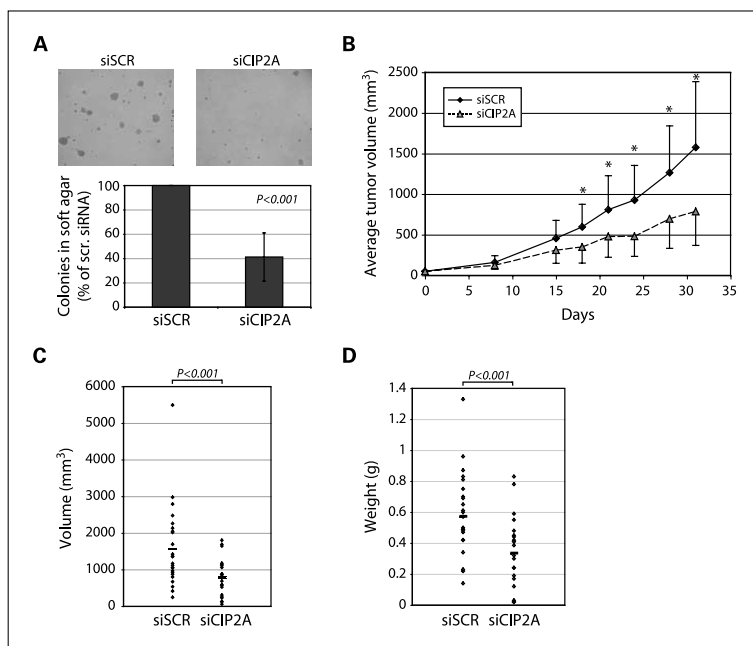 A
siSCR
siCIP2A
Colonies in soft agar
(% of scr. siRNA)
100
80
60
40
20
0
P<0.001
siSCR
siCIP2A
B
Average tumor volume (mm3)
2500
2000
1500
1000
500
0
siSCR
siCIP2A
*
*
*
*
*
0
5
10
15
20
25
30
35
Days
C
P<0.001
Volume (mm3)
6000
5000
4000
3000
2000
1000
0
siSCR
siCIP2A
D
P<0.001
Weight (g)
1.4
1.2
1
0.8
0.6
0.4
0.2
0
siSCR
siCIP2A